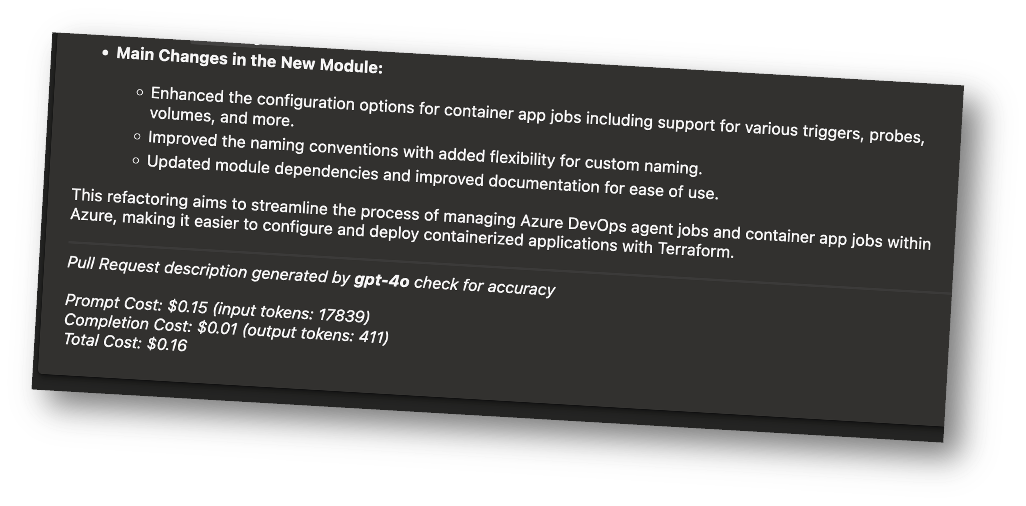 • Main Changes in the New Module:
○ Enhanced the configuration options for container app jobs including support for various triggers, probes,
volumes, and more.
○ Improved the naming conventions with added flexibility for custom naming.
○ Updated module dependencies and improved documentation for ease of use.
This refactoring aims to streamline the process of managing Azure DevOps agent jobs and container app jobs within
Azure, making it easier to configure and deploy containerized applications with Terraform.
Pull Request description generated by gpt-4o check for accuracy
Prompt Cost: $0.15 (input tokens: 17839)
Completion Cost: $0.01 (output tokens: 411)
Total Cost: $0.16